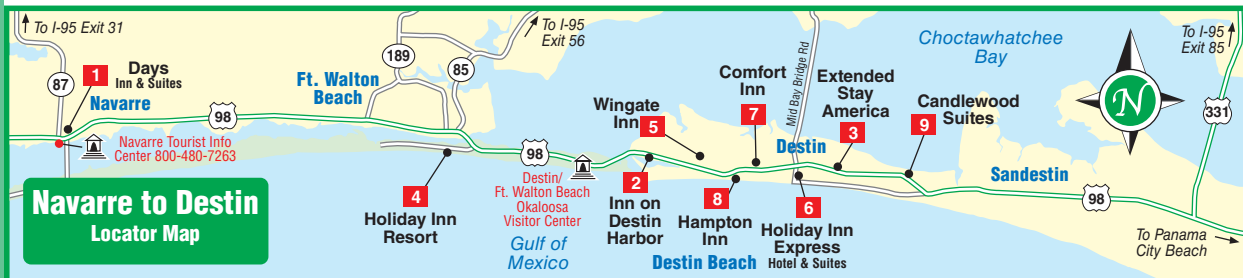 To I-95 Exit 31
To I-95
Exit 56
To I-95
Exit 85
Choctawhatchee
Bay
87
1
Days
Inn & Suites
Navarre
98
Navarre Tourist Info
Center 800-480-7263
Navarre to Destin
Locator Map
189
85
Ft. Walton
Beach
4
Holiday Inn
Resort
98
Destin/
Ft. Walton Beach
Okaloosa
Visitor Center
Gulf of
Mexico
Wingate
Inn
5
2
Inn on
Destin
Harbor
Comfort
Inn
7
8
Hampton
Inn
Destin Beach
Mid Bay Bridge Rd
Destin
6
Holiday Inn
Express
Hotel & Suites
Extended
Stay
America
3
Candlewood
Suites
9
Sandestin
98
N
331
To Panama
City Beach